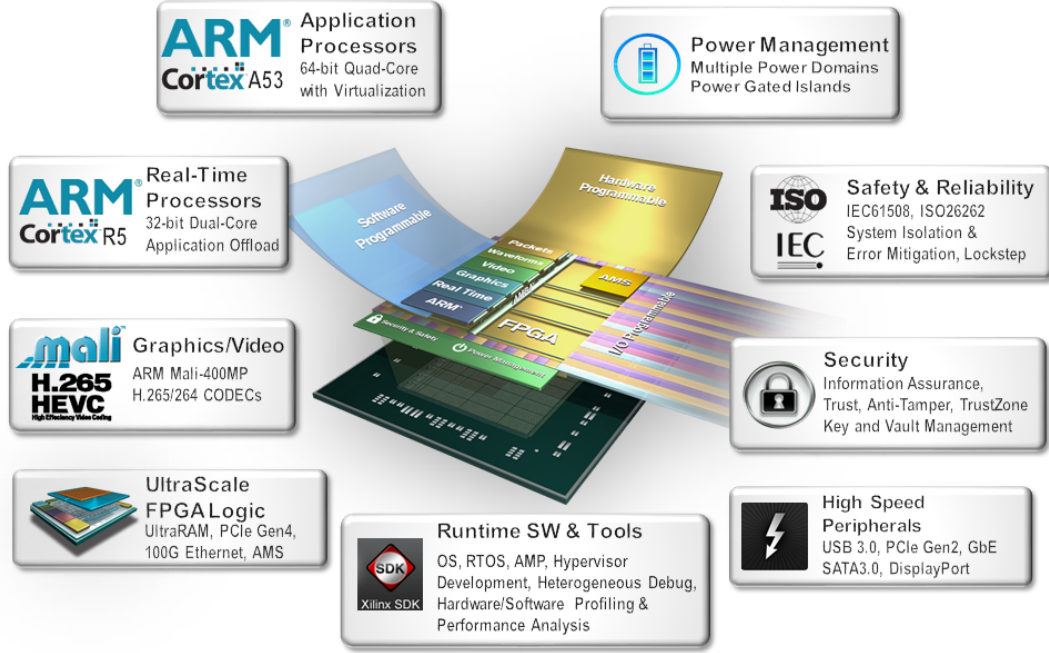 ARM®
Cortex™ A53
Application
Processors
64-bit Quad-Core
with Virtualization
Power Management
Multiple Power Domains
Power Gated Islands
ARM®
Cortex™ R5
Real-Time
Processors
32-bit Dual-Core
Application Offload
ISO
IEC
Safety & Reliability
IEC61508, ISO26262
System Isolation &
Error Mitigation, Lockstep
Software
Programmable
Hardware
Programmable
Packets
Waveforms
Video
Graphics
Real Time
ARM®
AMS
FPGA
I/O Programmable
Security & Safety
Power Management
mali™
H.265
HEVC
High Efficiency Video Coding
Graphics/Video
ARM Mali-400MP
H.265/264 CODECs
Security
Information Assurance,
Trust, Anti-Tamper, TrustZone
Key and Vault Management
UltraScale
FPGA Logic
UltraRAM, PCIe Gen4,
100G Ethernet, AMS
SDK
Xilinx SDK
Runtime SW & Tools
OS, RTOS, AMP, Hypervisor
Development, Heterogeneous Debug,
Hardware/Software Profiling &
Performance Analysis
High Speed
Peripherals
USB 3.0, PCIe Gen2, GbE
SATA3.0, DisplayPort